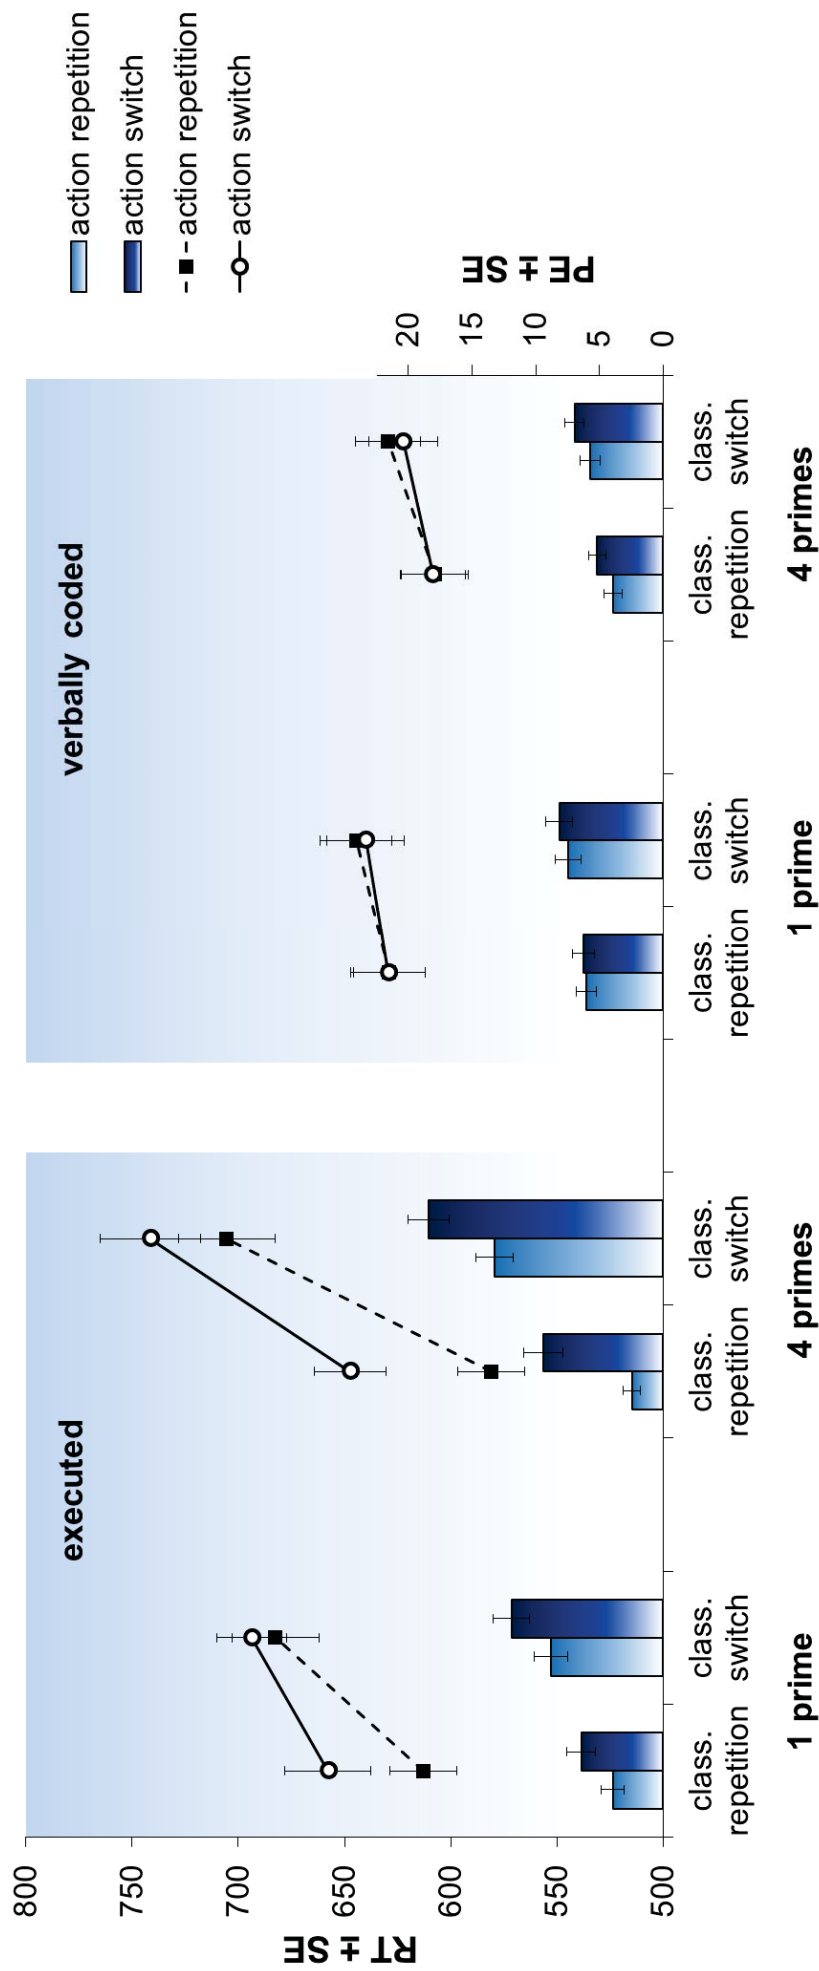 action repetition
action switch
action repetition
action switch
executed
verbally coded
RT ± SE
800
750
700
650
600
550
500
PE ± SE
20
15
10
5
0
class. repetition
class. switch
class. repetition
class. switch
class. repetition
class. switch
class. repetition
class. switch
1 prime
4 primes
1 prime
4 primes